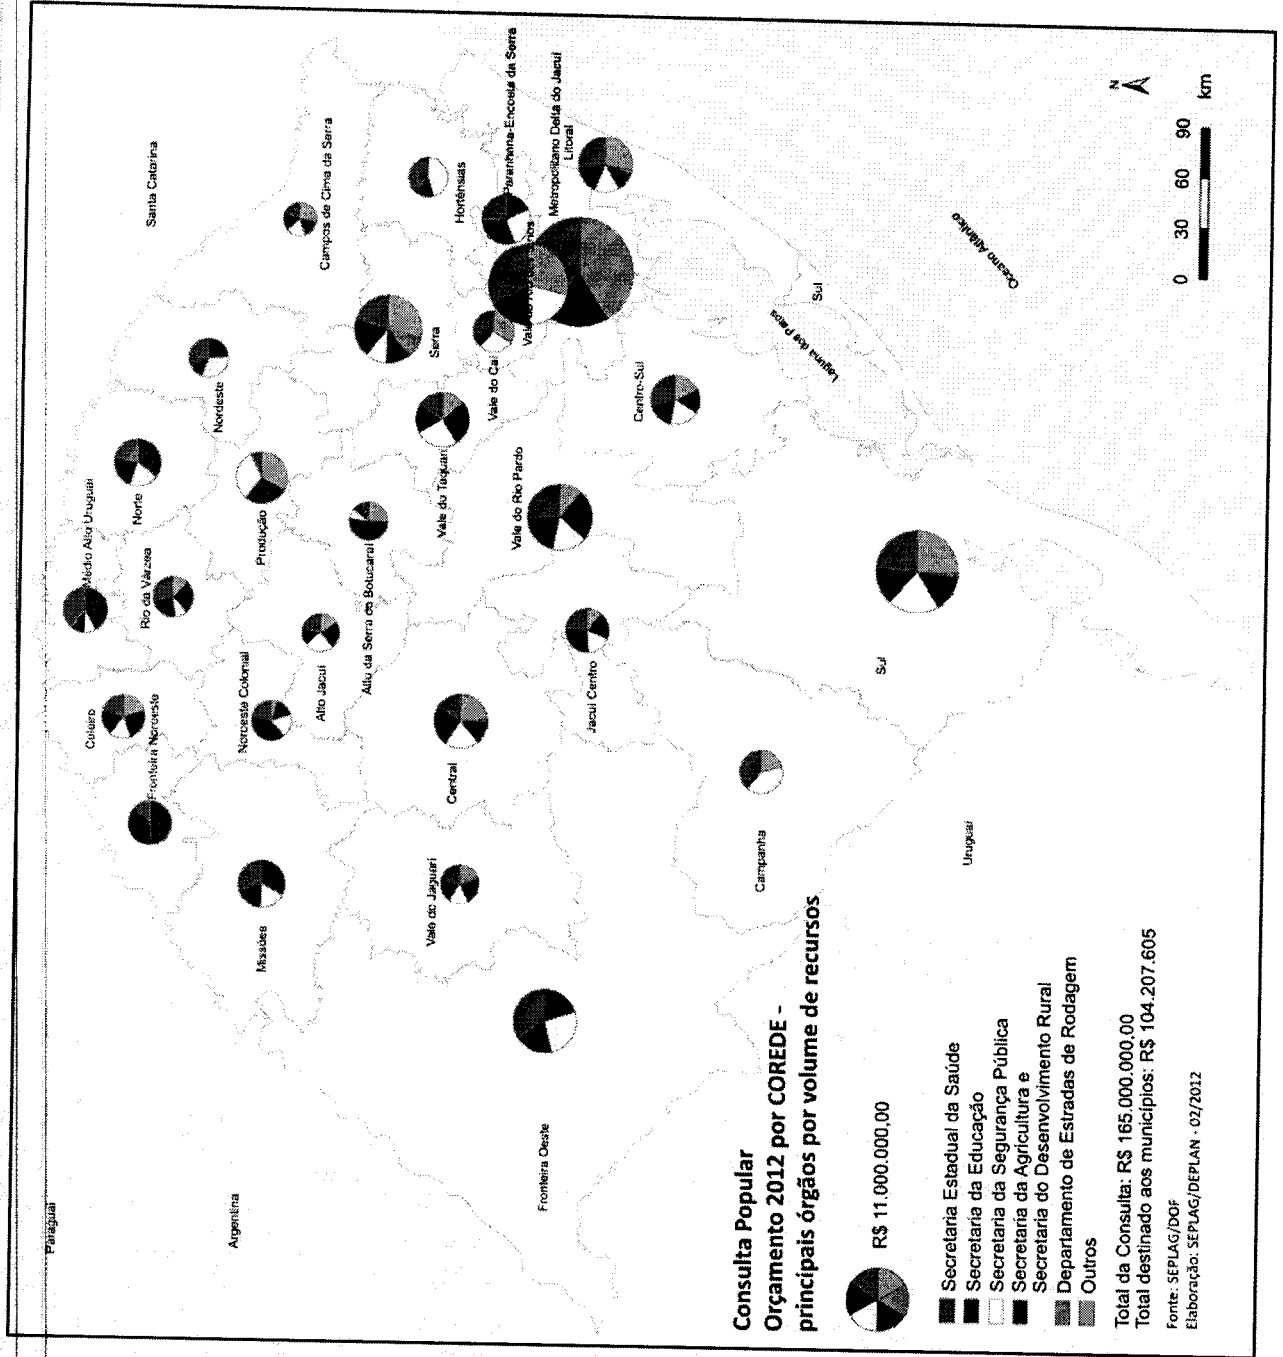 Paraguai
Argentina
Santa Catarina
Uruguai
Oceano Atlântico
Laguna dos Patos
Médio Alto Uruguai
Rio da Várzea
Norte
Nordeste
Campos de Cima da Serra
Celeiro
Fronteira Noroeste
Noroeste Colonial
Produção
Alto Jacuí
Alto da Serra do Botucaraí
Missões
Serra
Hortênsias
Paranhana-Encosta da Serra
Metropolitano Delta do Jacuí
Litoral
Vale do Caí
Vale do Taquari
Vale do Rio Pardo
Central
Vale do Jaguari
Jacuí Centro
Centro-Sul
Sul
Sul
Campanha
Fronteira Oeste
N
0 30 60 90
km
Consulta Popular
Orçamento 2012 por COREDE -
principais órgãos por volume de recursos
R$ 11.000.000,00
Secretaria Estadual da Saúde
Secretaria da Educação
Secretaria da Segurança Pública
Secretaria da Agricultura e
Secretaria do Desenvolvimento Rural
Departamento de Estradas de Rodagem
Outros
Total da Consulta: R$ 165.000.000,00
Total destinado aos municípios: R$ 104.207.605
Fonte: SEPLAG/DOF
Elaboração: SEPLAG/DEPLAN - 02/2012